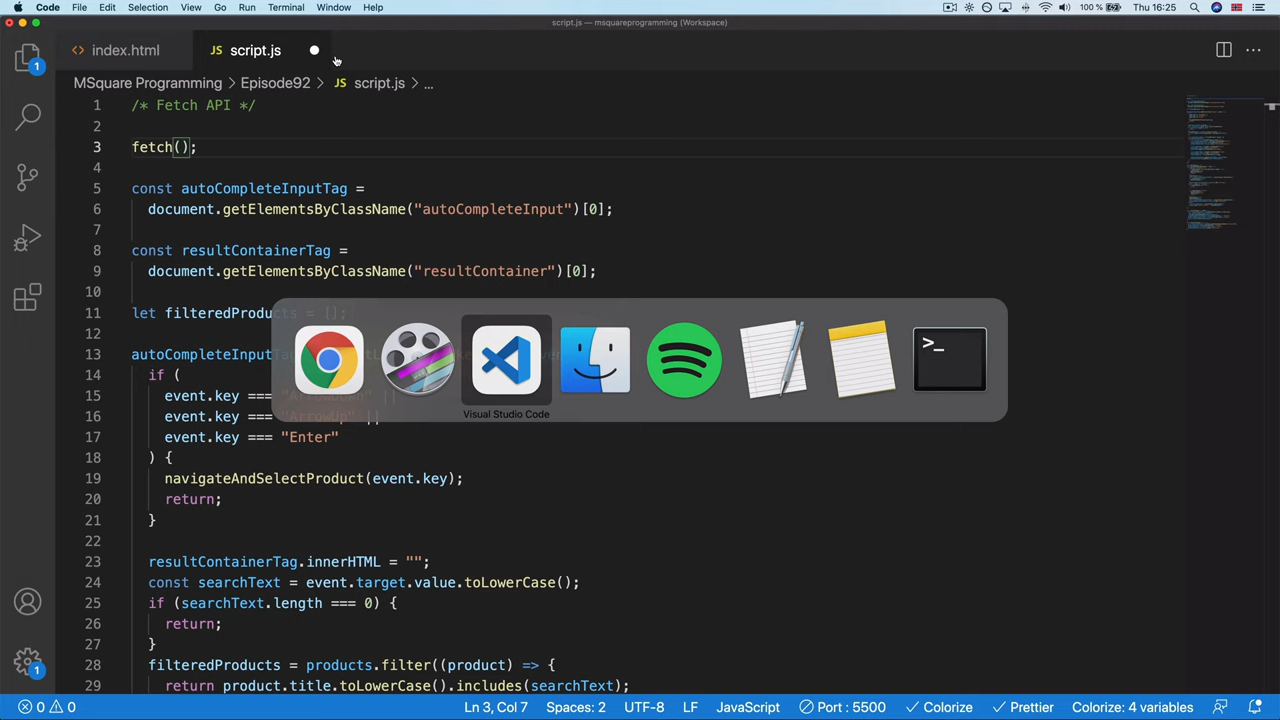 Code File Edit Selection View Go Run Terminal Window Help 100 % Thu 16:25
script.js — msquareprogramming (Workspace)
<> index.html JS script.js
MSquare Programming > Episode92 > JS script.js > ...
1 /* Fetch API */
2
3 fetch();
4
5 const autoCompleteInputTag =
6 document.getElementsByClassName("autoCompleteInput")[0];
7
8 const resultContainerTag =
9 document.getElementsByClassName("resultContainer")[0];
10
11 let filteredProducts = [];
12
13 autoCompleteInputTag
14 if (
15 event.key === "ArrowDown" ||
16 event.key === "ArrowUp" ||
17 event.key === "Enter"
18 ) {
19 navigateAndSelectProduct(event.key);
20 return;
21 }
22
23 resultContainerTag.innerHTML = "";
24 const searchText = event.target.value.toLowerCase();
25 if (searchText.length === 0) {
26 return;
27 }
28 filteredProducts = products.filter((product) => {
29 return product.title.toLowerCase().includes(searchText);
>_
Visual Studio Code
1
1
0 0 Ln 3, Col 7 Spaces: 2 UTF-8 LF JavaScript Port : 5500 Colorize Prettier Colorize: 4 variables